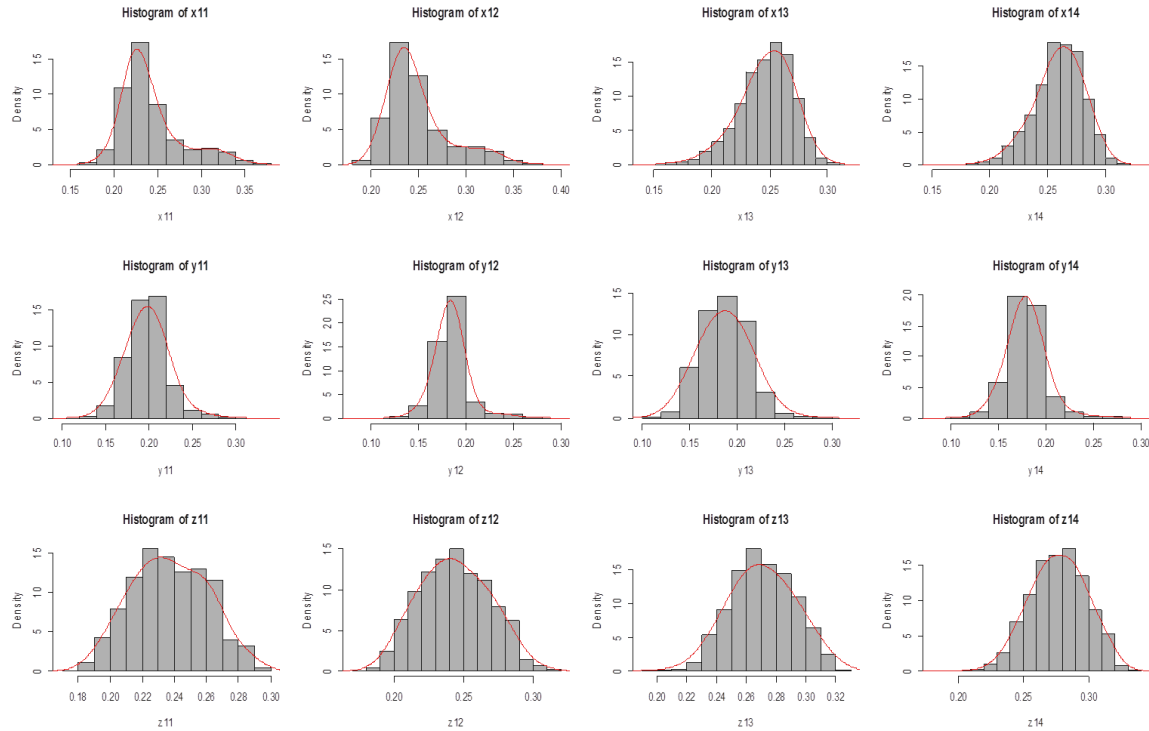 Histogram of x11
Density
0 5 10 15
0.15 0.20 0.25 0.30 0.35
x11
Histogram of x12
Density
0 5 10 15
0.20 0.25 0.30 0.35 0.40
x12
Histogram of x13
Density
0 5 10 15
0.15 0.20 0.25 0.30
x13
Histogram of x14
Density
0 5 10 15
0.15 0.20 0.25 0.30
x14
Histogram of y11
Density
0 5 10 15
0.10 0.15 0.20 0.25 0.30
y11
Histogram of y12
Density
0 5 10 15 20 25
0.10 0.15 0.20 0.25 0.30
y12
Histogram of y13
Density
0 5 10 15
0.10 0.15 0.20 0.25 0.30
y13
Histogram of y14
Density
0 5 10 15 20
0.10 0.15 0.20 0.25 0.30
y14
Histogram of z11
Density
0 5 10 15
0.18 0.20 0.22 0.24 0.26 0.28 0.30
z11
Histogram of z12
Density
0 5 10 15
0.20 0.25 0.30
z12
Histogram of z13
Density
0 5 10 15
0.20 0.22 0.24 0.26 0.28 0.30 0.32
z13
Histogram of z14
Density
0 5 10 15
0.20 0.25 0.30
z14